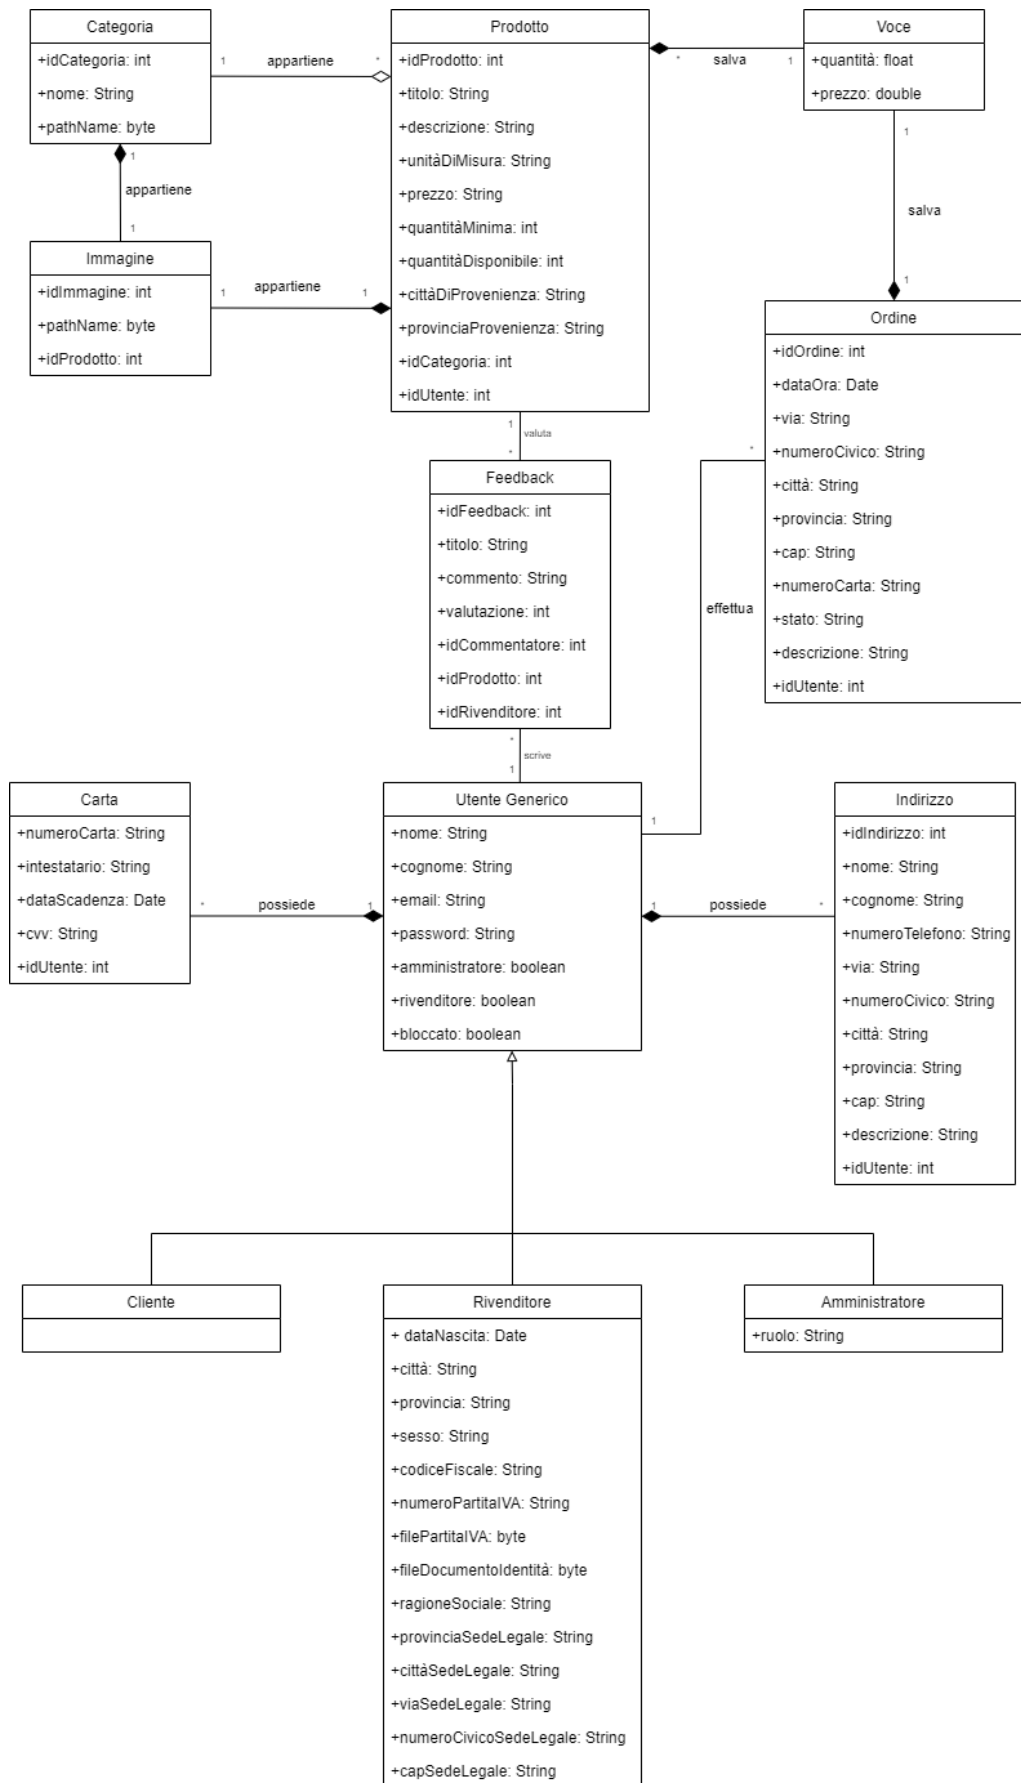 Categoria
+idCategoria: int
+nome: String
+pathName: byte
1
appartiene
*
Prodotto
+idProdotto: int
+titolo: String
+descrizione: String
+unitàDiMisura: String
+prezzo: String
+quantitàMinima: int
+quantitàDisponibile: int
+cittàDiProvenienza: String
+provinciaProvenienza: String
+idCategoria: int
+idUtente: int
*
salva
1
Voce
+quantità: float
+prezzo: double
1
appartiene
1
Immagine
+idImmagine: int
+pathName: byte
+idProdotto: int
1
appartiene
1
1
salva
1
Ordine
+idOrdine: int
+dataOra: Date
+via: String
+numeroCivico: String
+città: String
+provincia: String
+cap: String
+numeroCarta: String
+stato: String
+descrizione: String
+idUtente: int
1
valuta
*
Feedback
+idFeedback: int
+titolo: String
+commento: String
+valutazione: int
+idCommentatore: int
+idProdotto: int
+idRivenditore: int
*
effettua
1
*
scrive
1
Carta
+numeroCarta: String
+intestatario: String
+dataScadenza: Date
+cvv: String
+idUtente: int
*
possiede
1
Utente Generico
+nome: String
+cognome: String
+email: String
+password: String
+amministratore: boolean
+rivenditore: boolean
+bloccato: boolean
1
possiede
*
Indirizzo
+idIndirizzo: int
+nome: String
+cognome: String
+numeroTelefono: String
+via: String
+numeroCivico: String
+città: String
+provincia: String
+cap: String
+descrizione: String
+idUtente: int
Cliente
Rivenditore
+ dataNascita: Date
+città: String
+provincia: String
+sesso: String
+codiceFiscale: String
+numeroPartitaIVA: String
+filePartitaIVA: byte
+fileDocumentoIdentità: byte
+ragioneSociale: String
+provinciaSedeLegale: String
+cittàSedeLegale: String
+viaSedeLegale: String
+numeroCivicoSedeLegale: String
+capSedeLegale: String
Amministratore
+ruolo: String